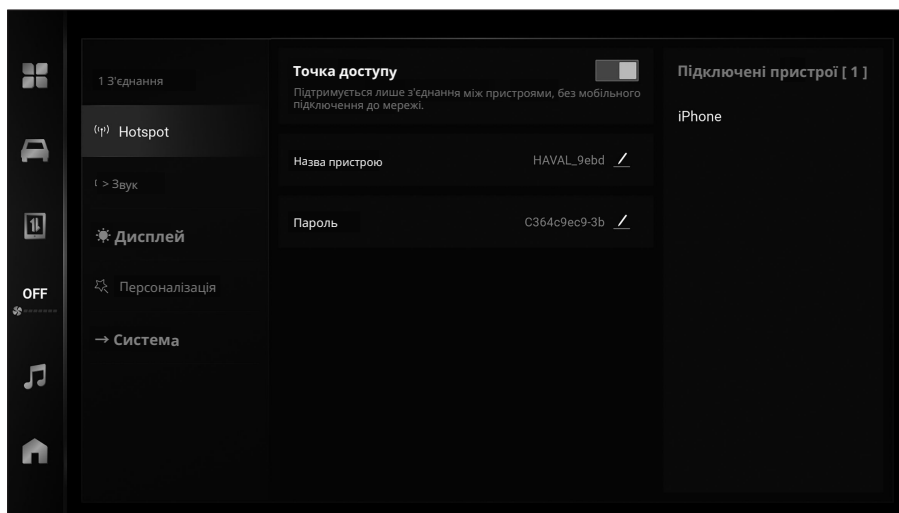 1 З'єднання
Hotspot
< > Звук
Дисплей
Персоналізація
→ Система
OFF
Точка доступу
Підтримується лише з'єднання між пристроями, без мобільного
підключення до мережі.
Назва пристрою HAVAL_9ebd
Пароль C364c9ec9-3b
Підключені пристрої [ 1 ]
iPhone